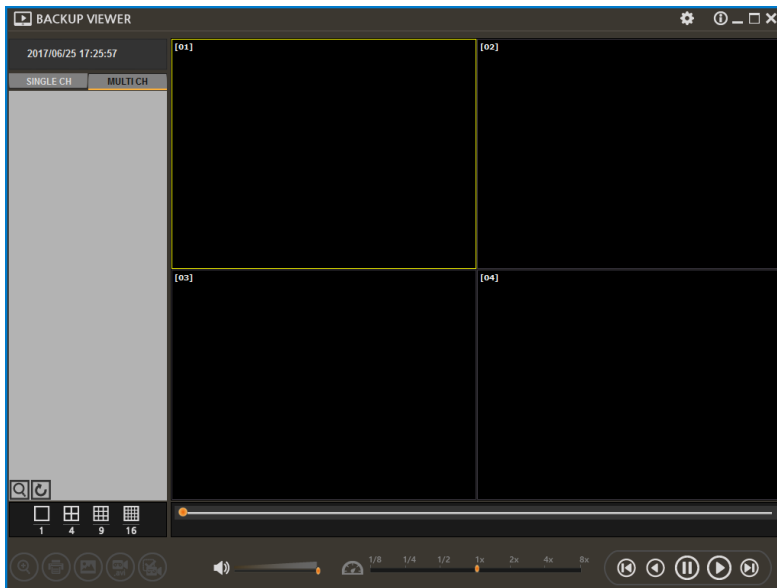 BACKUP VIEWER
2017/06/25 17:25:57
SINGLE CH MULTI CH
[01] [02]
[03] [04]
1 4 9 16
1/8 1/4 1/2 1x 2x 4x 8x